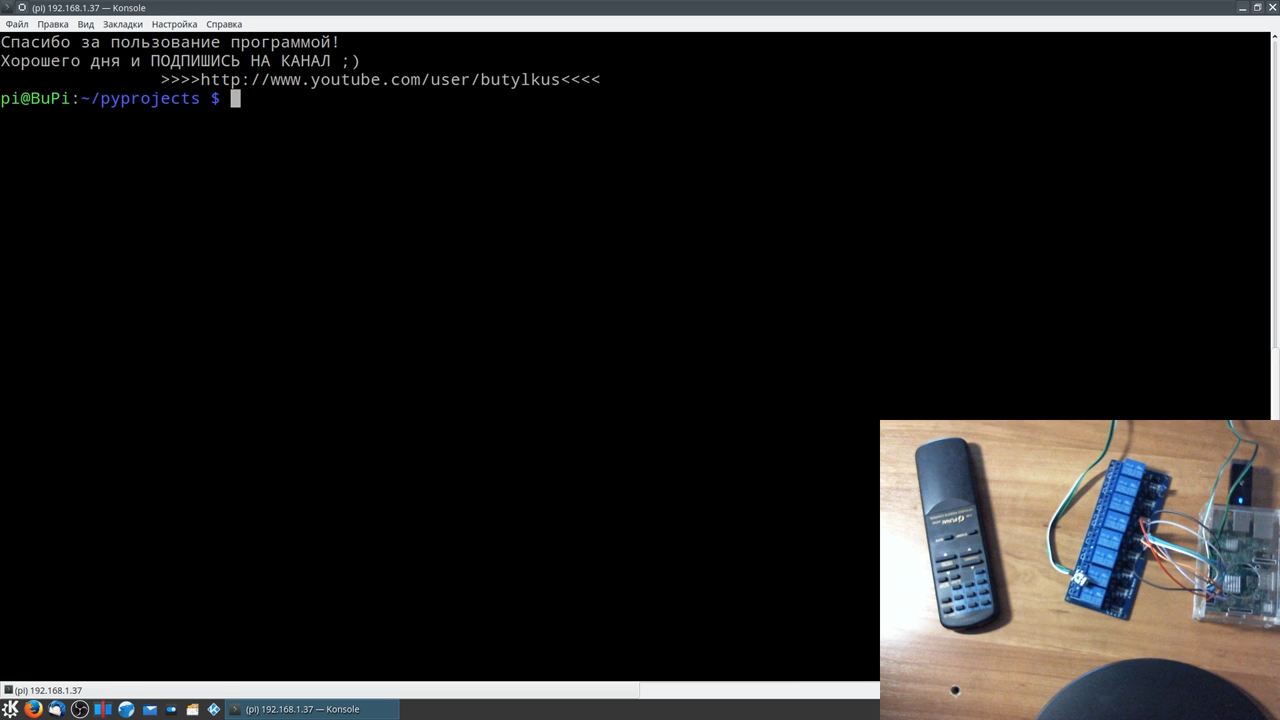 (pi) 192.168.1.37 — Konsole
Файл Правка Вид Закладки Настройка Справка
Спасибо за пользование программой!
Хорошего дня и ПОДПИШИСЬ НА КАНАЛ ;)
>>>>http://www.youtube.com/user/butylkus<<<<
pi@BuPi:~/pyprojects $
(pi) 192.168.1.37
(pi) 192.168.1.37 — Konsole